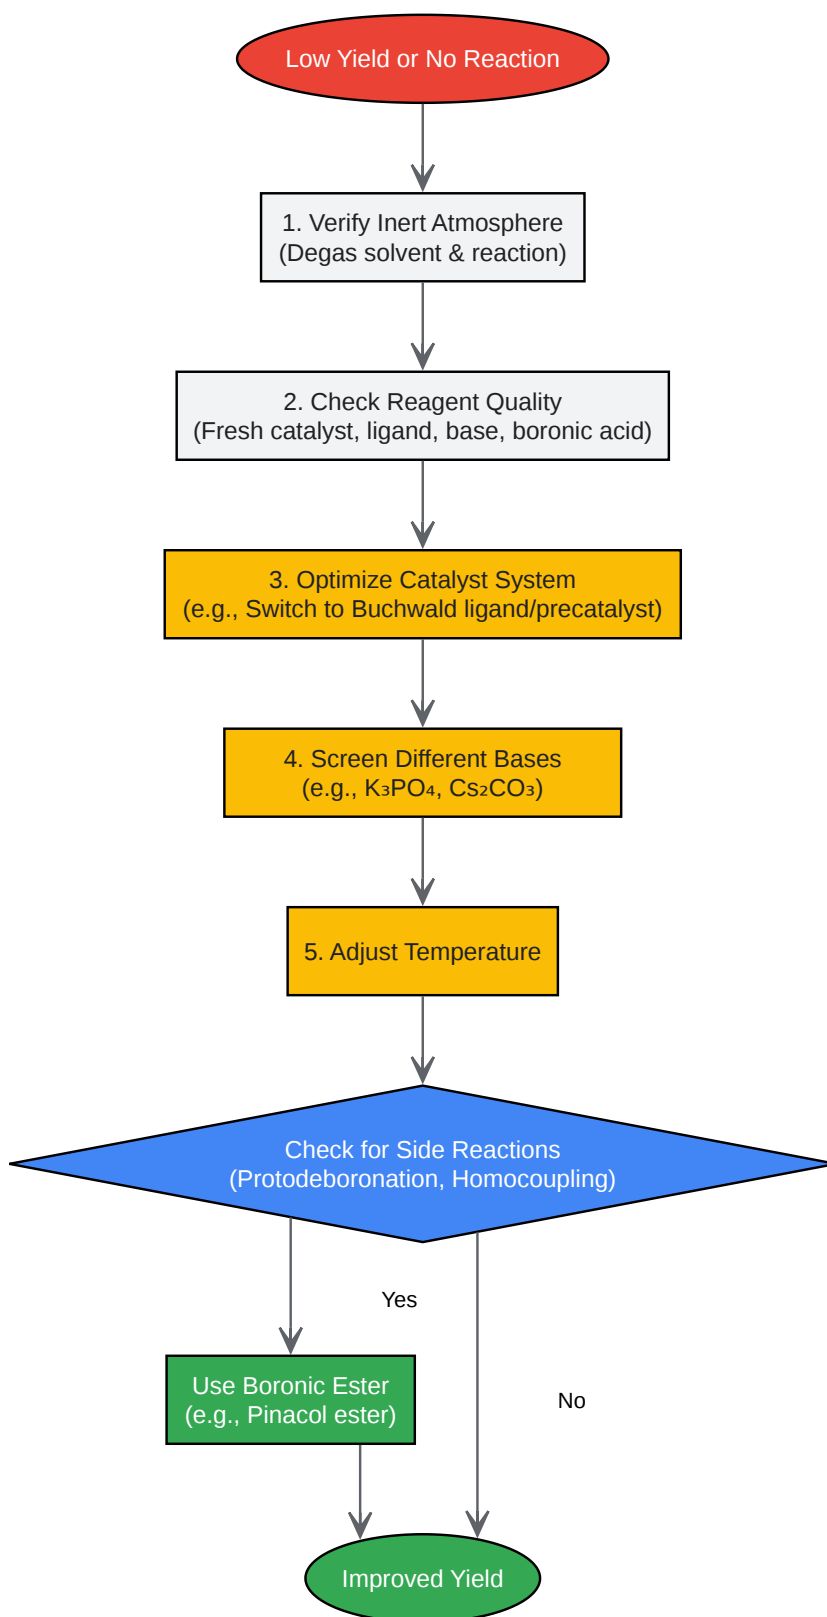 Low Yield or No Reaction
1. Verify Inert Atmosphere
(Degas solvent & reaction)
2. Check Reagent Quality
(Fresh catalyst, ligand, base, boronic acid)
3. Optimize Catalyst System
(e.g., Switch to Buchwald ligand/precatalyst)
4. Screen Different Bases
(e.g., K₃PO₄, Cs₂CO₃)
5. Adjust Temperature
Check for Side Reactions
(Protodeboronation, Homocoupling)
Yes
Use Boronic Ester
(e.g., Pinacol ester)
No
Improved Yield